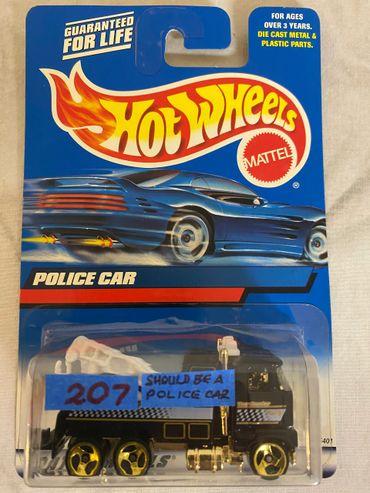 GUARANTEED
FOR LIFE
FOR AGES
OVER 3 YEARS.
DIE CAST METAL &
PLASTIC PARTS.
HOT WHEELS
®
MATTEL
POLICE CAR
207
SHOULD BE A
POLICE CAR